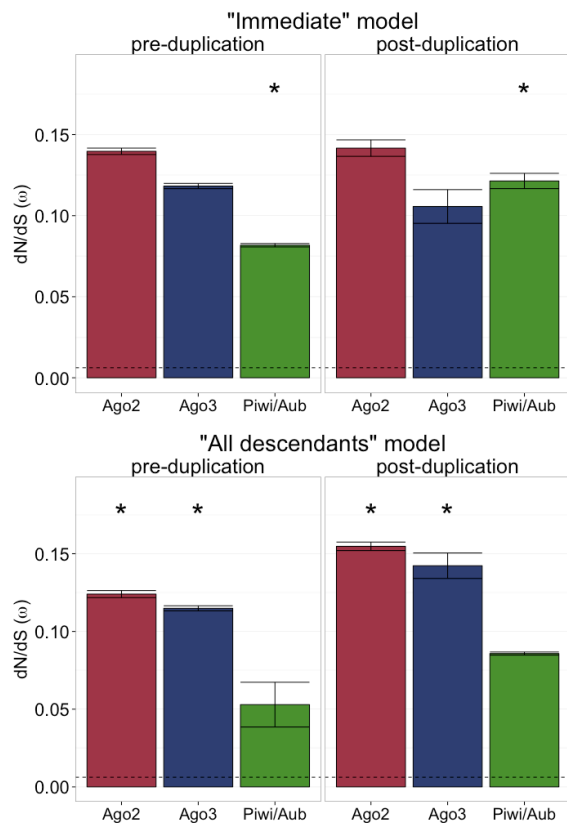 "Immediate" model
pre-duplication post-duplication
* *
dN/dS (ω)
0.15
0.10
0.05
0.00
Ago2 Ago3 Piwi/Aub Ago2 Ago3 Piwi/Aub
"All descendants" model
pre-duplication post-duplication
* * * *
dN/dS (ω)
0.15
0.10
0.05
0.00
Ago2 Ago3 Piwi/Aub Ago2 Ago3 Piwi/Aub